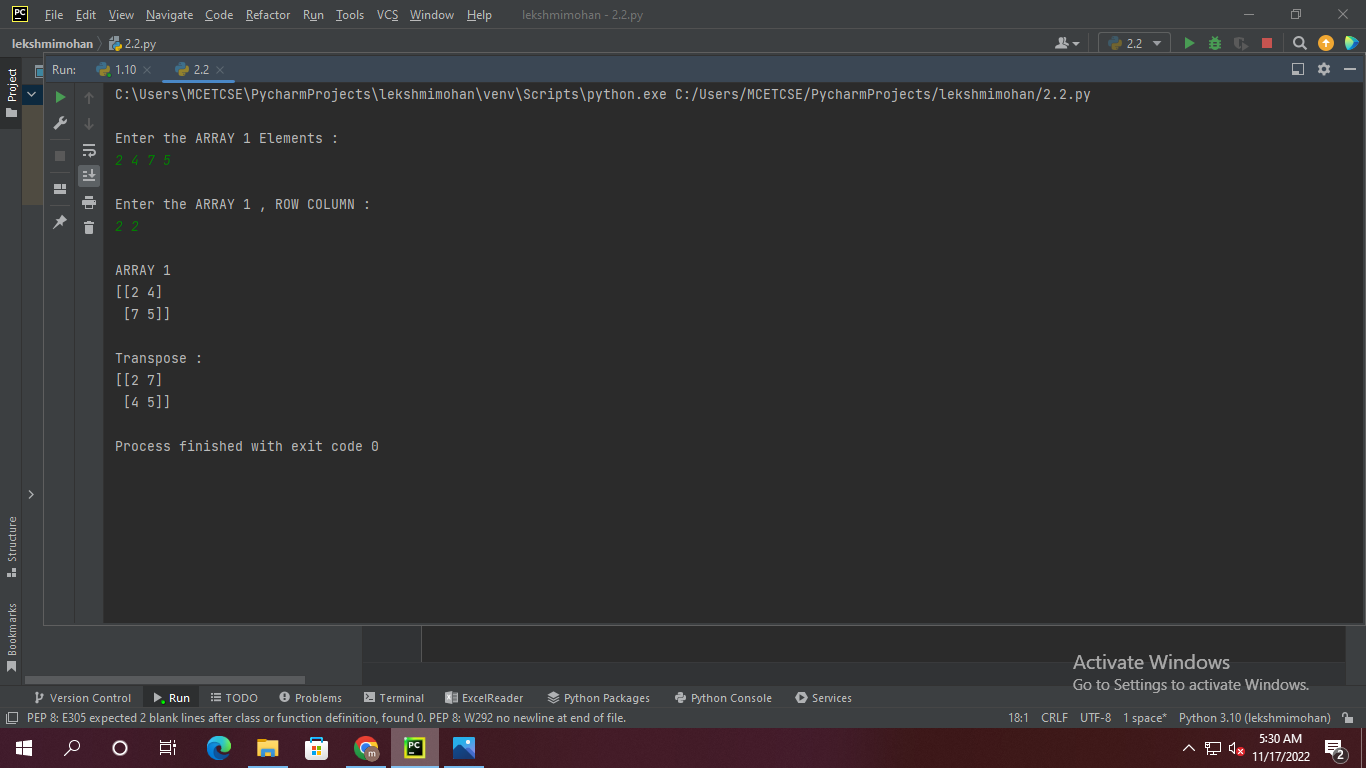 PC File Edit View Navigate Code Refactor Run Tools VCS Window Help lekshmimohan - 2.2.py
lekshmimohan 2.2.py 2.2
Project
Run: 1.10 2.2
C:\Users\MCETCSE\PycharmProjects\lekshmimohan\venv\Scripts\python.exe C:/Users/MCETCSE/PycharmProjects/lekshmimohan/2.2.py
Enter the ARRAY 1 Elements :
2 4 7 5
Enter the ARRAY 1 , ROW COLUMN :
2 2
ARRAY 1
[[2 4]
[7 5]]
Transpose :
[[2 7]
[4 5]]
Process finished with exit code 0
Structure
Bookmarks
Activate Windows
Go to Settings to activate Windows.
Version Control Run TODO Problems Terminal ExcelReader Python Packages Python Console Services
PEP 8: E305 expected 2 blank lines after class or function definition, found 0. PEP 8: W292 no newline at end of file. 18:1 CRLF UTF-8 1 space* Python 3.10 (lekshmimohan)
m PC 5:30 AM
11/17/2022 2